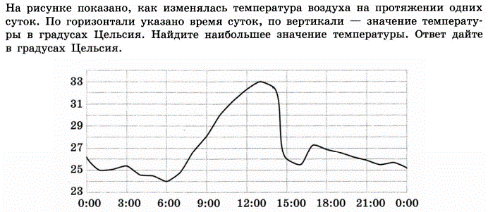 На рисунке показано, как изменялась температура воздуха на протяжении одних
суток. По горизонтали указано время суток, по вертикали — значение температу-
ры в градусах Цельсия. Найдите наибольшее значение температуры. Ответ дайте
в градусах Цельсия.
33
31
29
27
25
23
0:00 3:00 6:00 9:00 12:00 15:00 18:00 21:00 0:00